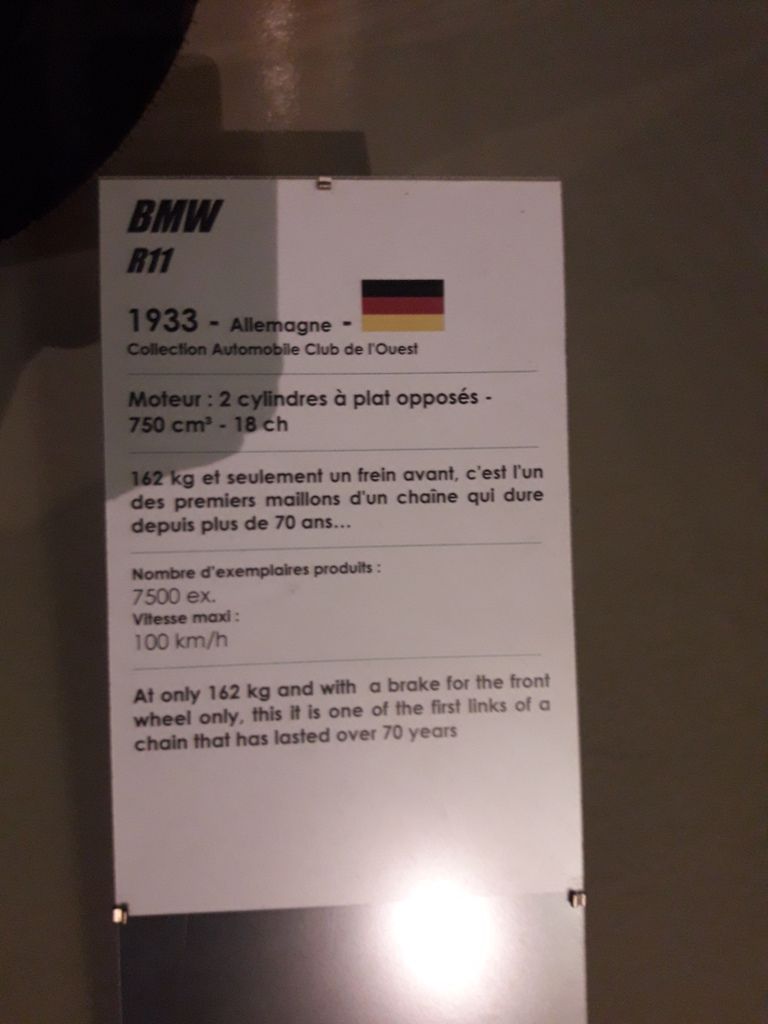 BMW
R11
1933 - Allemagne -
Collection Automobile Club de l'Ouest
Moteur : 2 cylindres à plat opposés -
750 cm³ - 18 ch
162 kg et seulement un frein avant, c'est l'un
des premiers maillons d'un chaîne qui dure
depuis plus de 70 ans...
Nombre d'exemplaires produits :
7500 ex.
Vitesse maxi :
100 km/h
At only 162 kg and with a brake for the front
wheel only, this it is one of the first links of a
chain that has lasted over 70 years